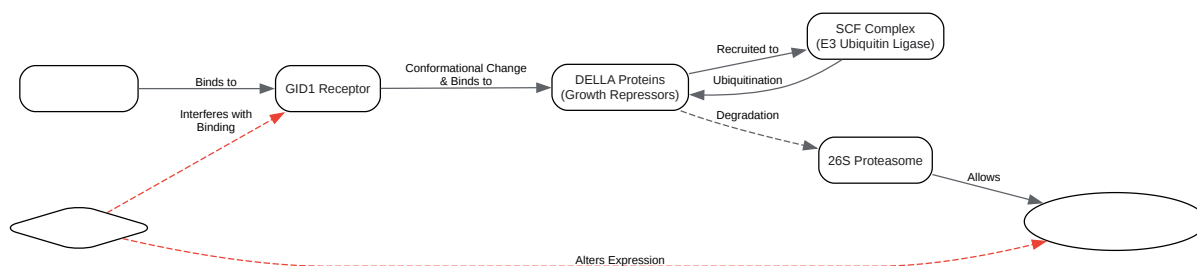 SCF Complex
(E3 Ubiquitin Ligase)
Recruited to
Conformational Change
& Binds to
Binds to
GID1 Receptor
DELLA Proteins
(Growth Repressors)
Ubiquitination
Interferes with
Binding
Degradation
26S Proteasome
Allows
Alters Expression